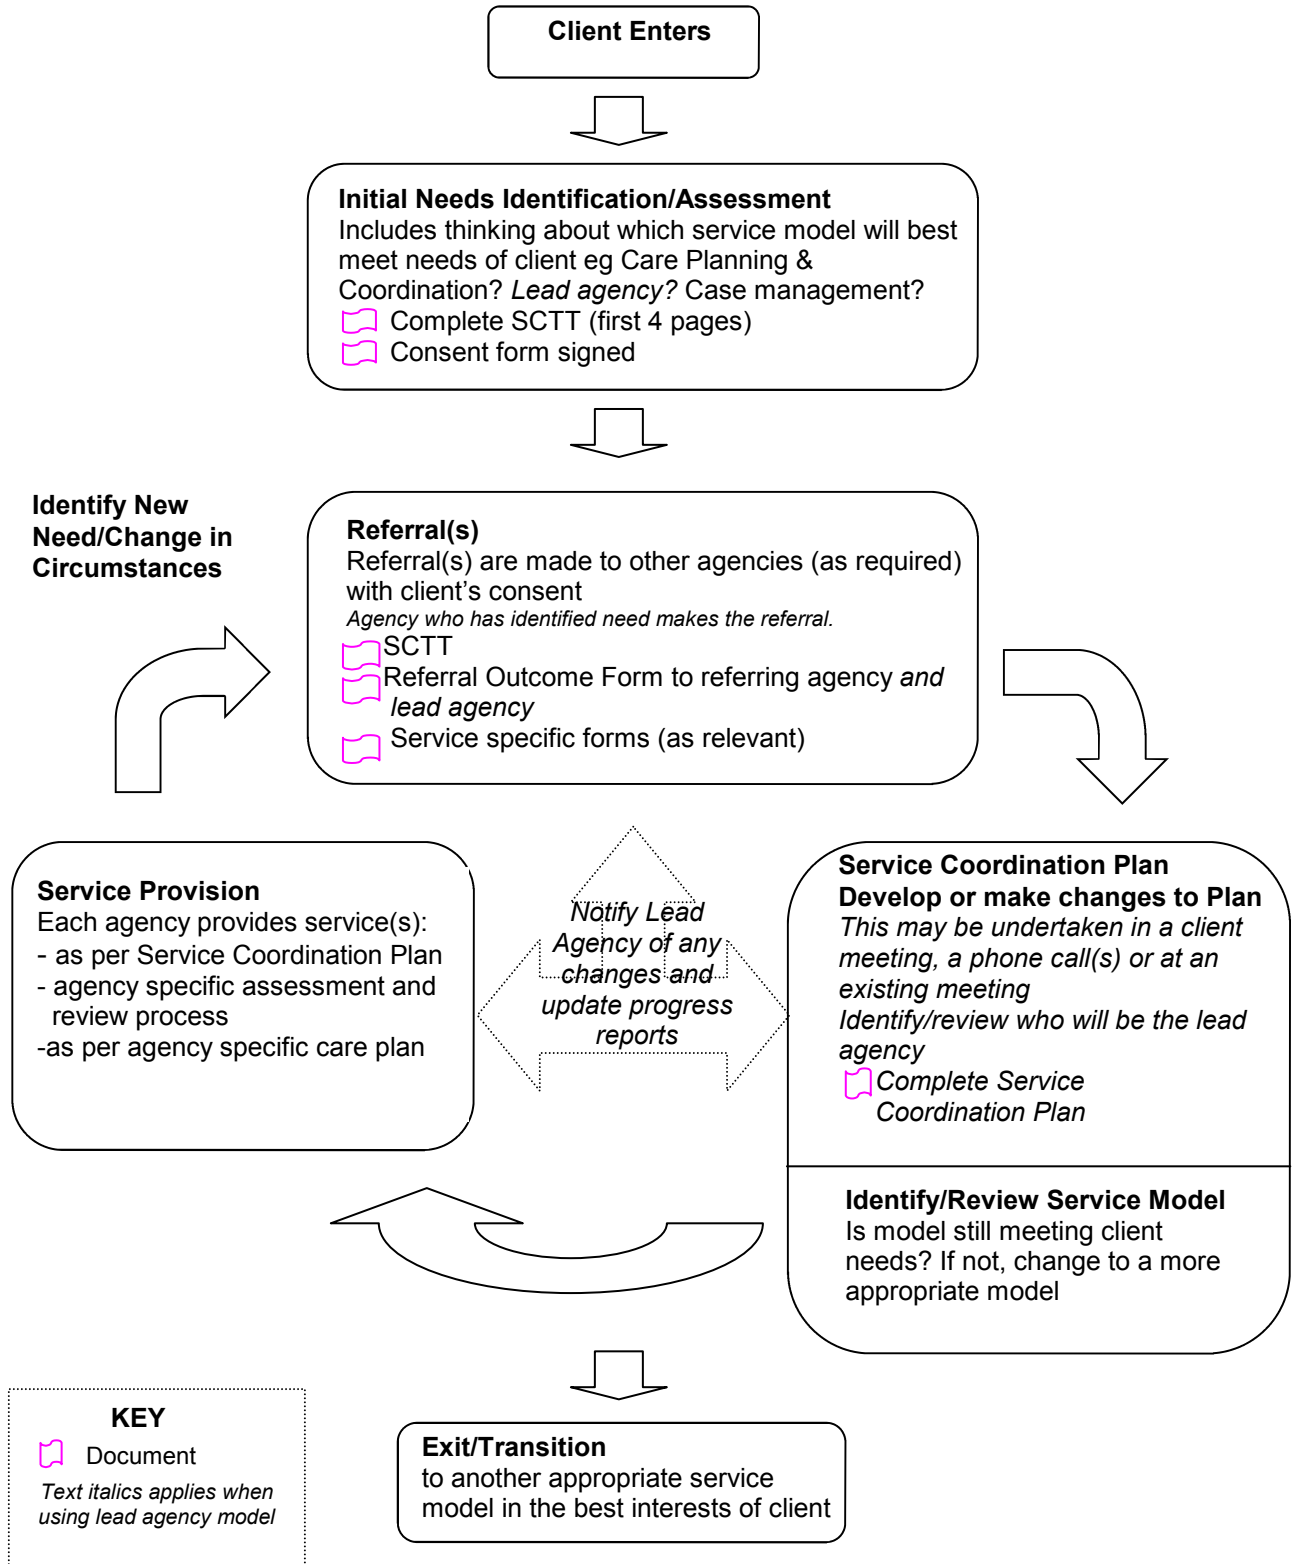 Client Enters
Initial Needs Identification/Assessment
Includes thinking about which service model will best
meet needs of client eg Care Planning &
Coordination? Lead agency? Case management?
Complete SCTT (first 4 pages)
Consent form signed
Identify New
Need/Change in
Circumstances
Referral(s)
Referral(s) are made to other agencies (as required)
with client’s consent
Agency who has identified need makes the referral.
SCTT
Referral Outcome Form to referring agency and
lead agency
Service specific forms (as relevant)
Service Provision
Each agency provides service(s):
- as per Service Coordination Plan
- agency specific assessment and
review process
-as per agency specific care plan
Notify Lead
Agency of any
changes and
update progress
reports
Service Coordination Plan
Develop or make changes to Plan
This may be undertaken in a client
meeting, a phone call(s) or at an
existing meeting
Identify/review who will be the lead
agency
Complete Service
Coordination Plan
Identify/Review Service Model
Is model still meeting client
needs? If not, change to a more
appropriate model
KEY
Document
Text italics applies when
using lead agency model
Exit/Transition
to another appropriate service
model in the best interests of client